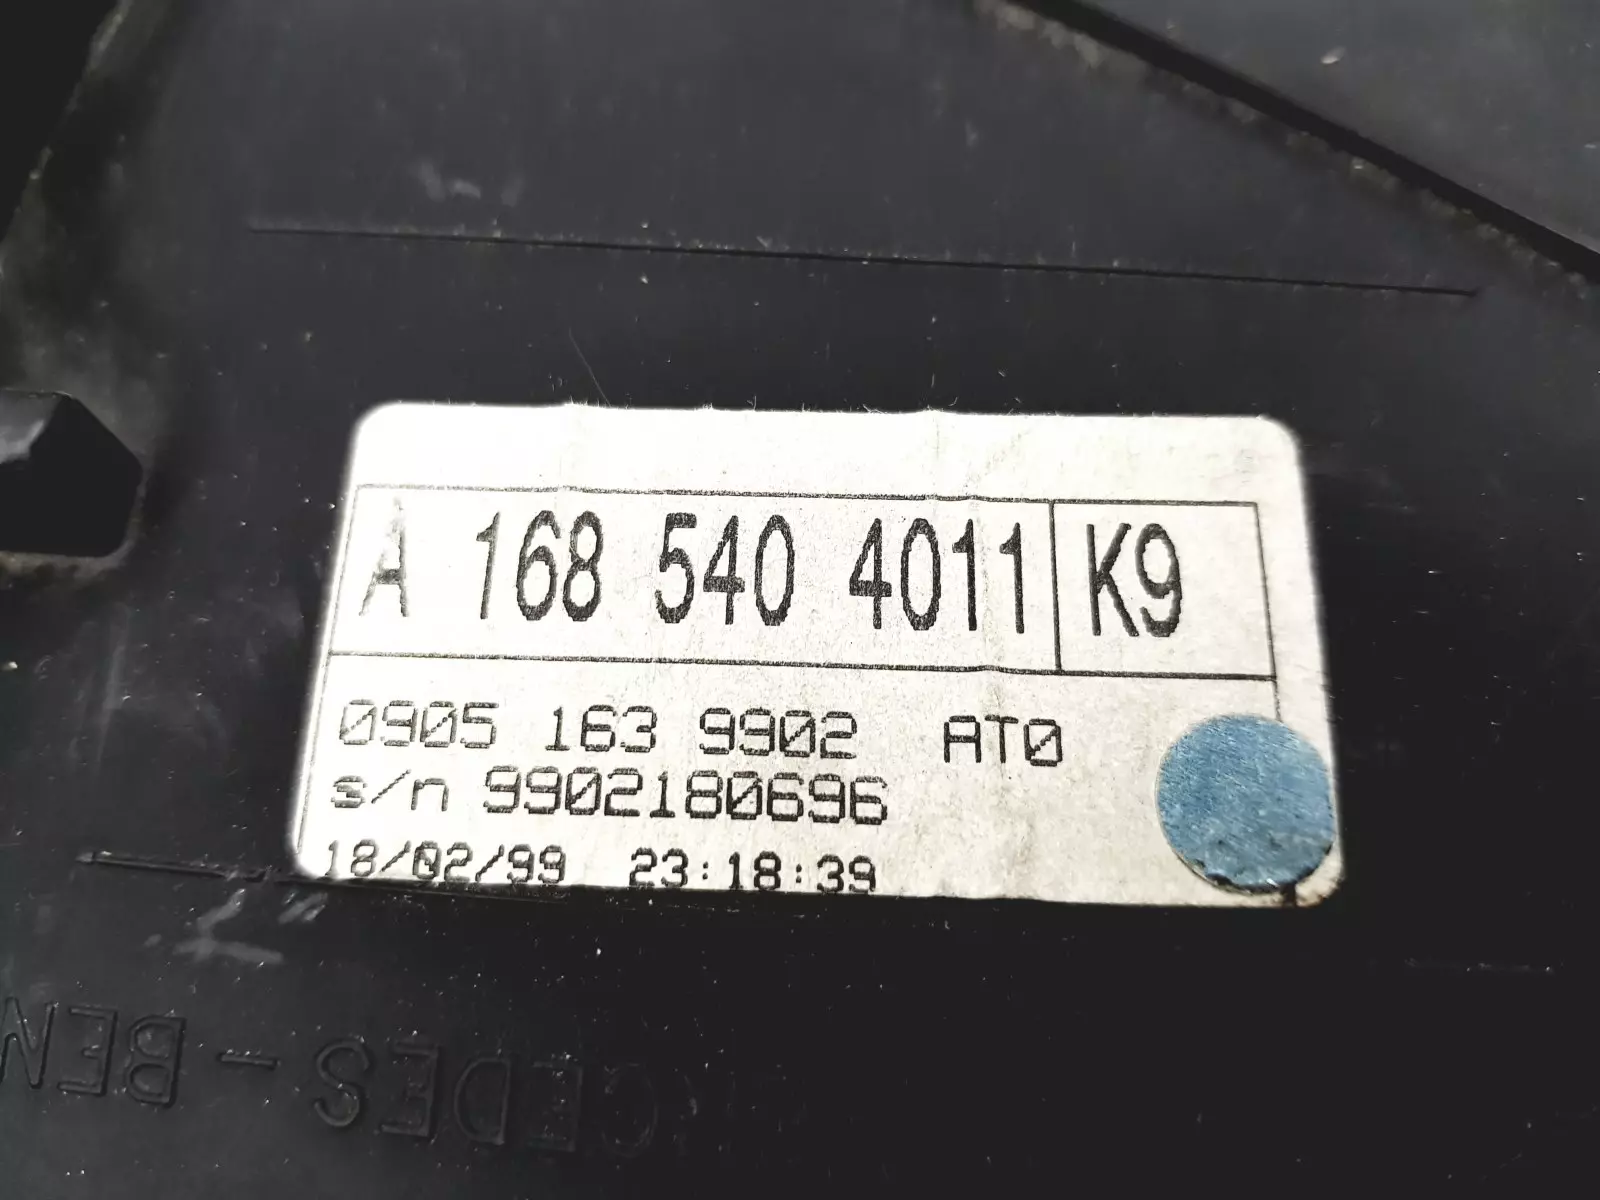 A 168 540 4011 K9
0905 163 9902 AT0
s/n 9902180696
18/02/99 23:18:39